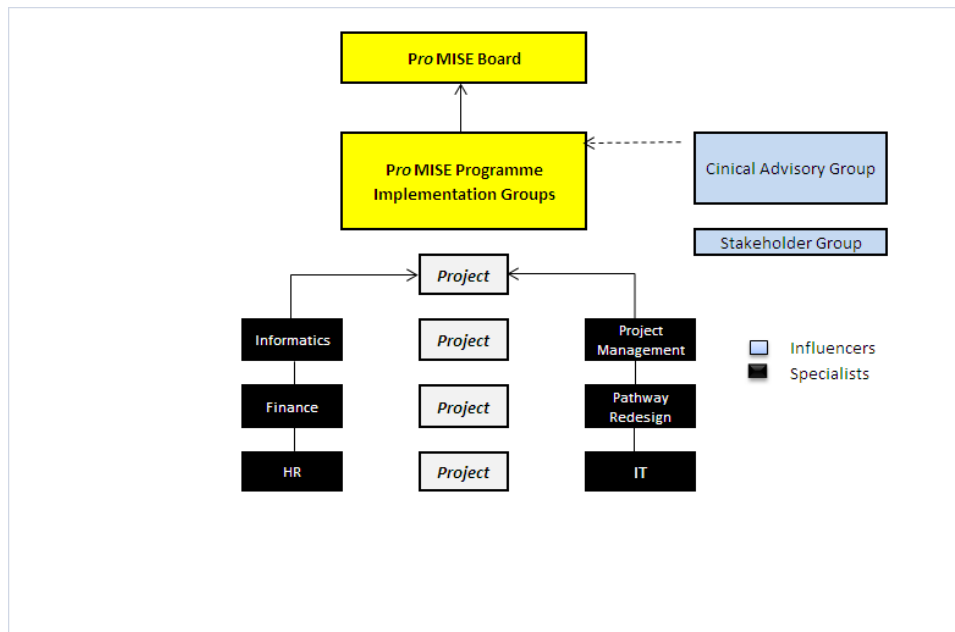 Pro MISE Board
Pro MISE Programme
Implementation Groups
Cinical Advisory Group
Stakeholder Group
Project
Informatics
Project
Project
Management
Influencers
Specialists
Finance
Project
Pathway
Redesign
HR
Project
IT